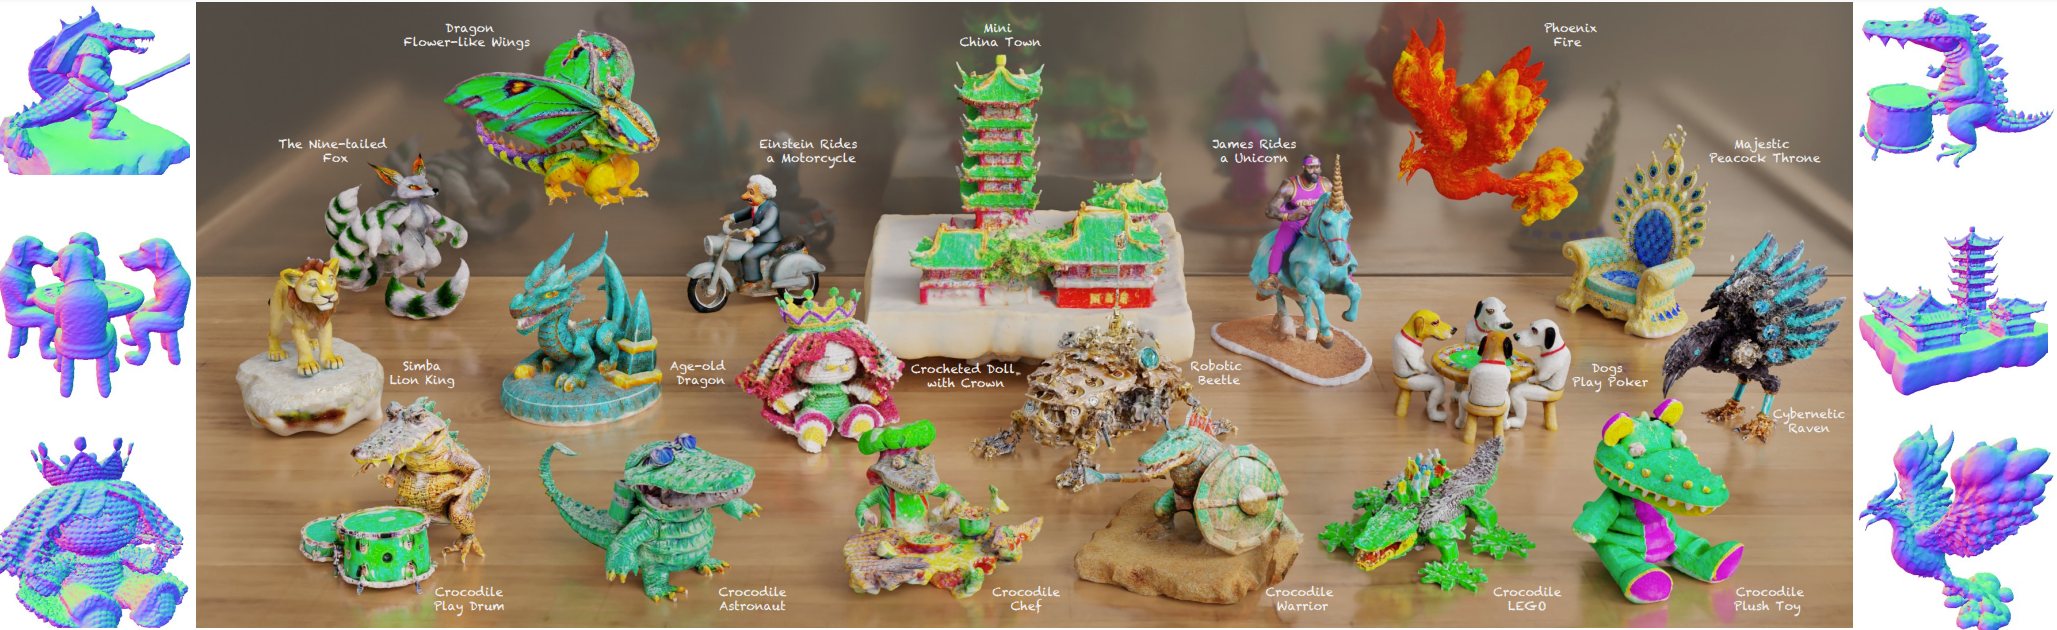 Dragon
Flower-like Wings
Mini
China Town
Phoenix
Fire
The Nine-tailed
Fox
Einstein Rides
a Motorcycle
James Rides
a Unicorn
Majestic
Peacock Throne
Simba
Lion King
Age-old
Dragon
Crocheted Doll
with Crown
Robotic
Beetle
Dogs
Play Poker
Cybernetic
Raven
Crocodile
Play Drum
Crocodile
Astronaut
Crocodile
Chef
Crocodile
Warrior
Crocodile
LEGO
Crocodile
Plush Toy